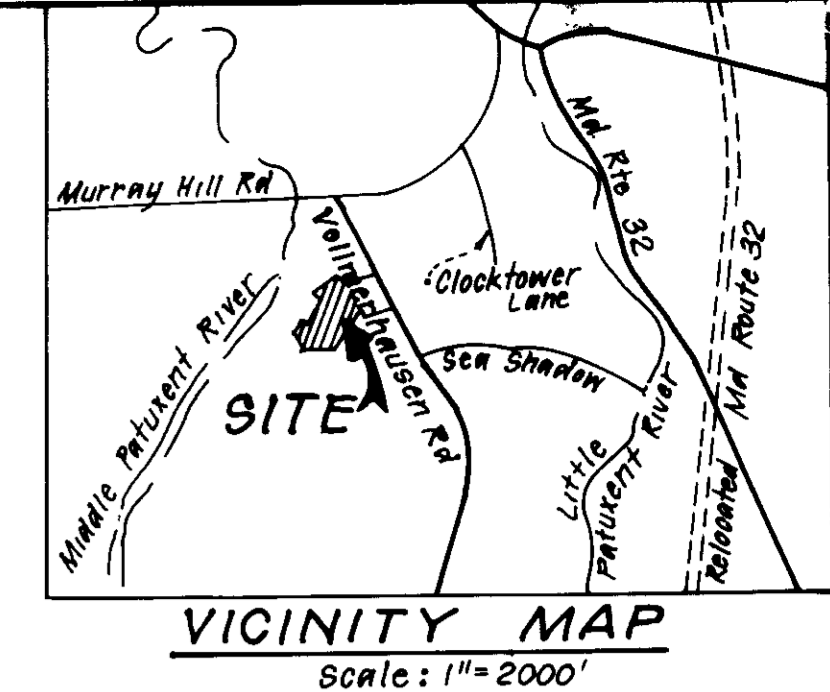 Murray Hill Rd
Md Rte 32
Vollmerhausen Rd
Clocktower
Lane
Sea Shadow
SITE
Middle Patuxent River
Little
Patuxent River
Relocated Md Route 32
VICINITY MAP
Scale: 1"=2000'